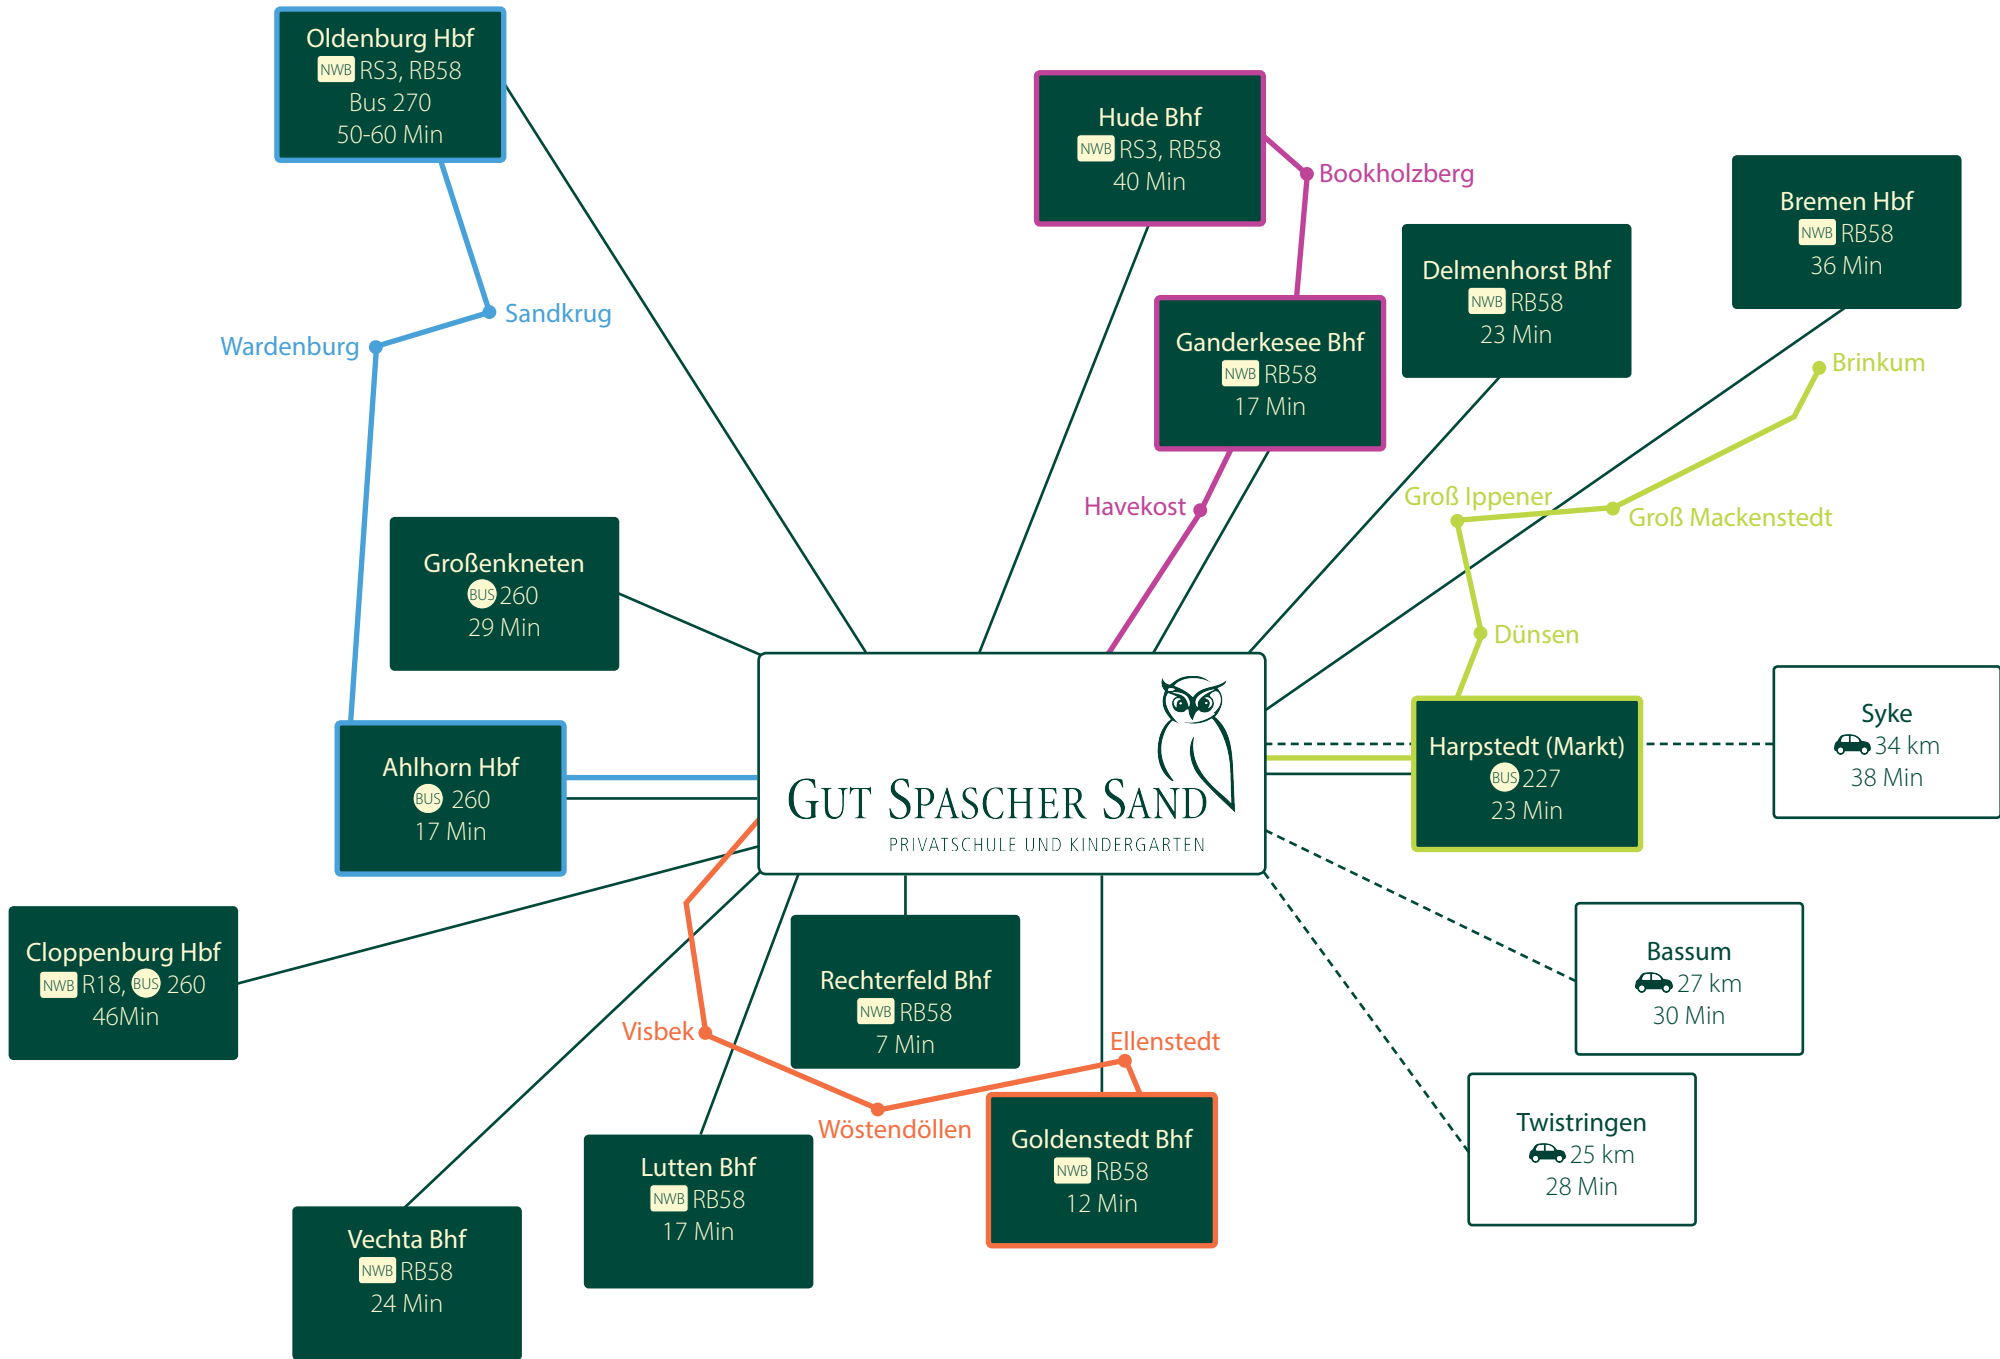 Oldenburg Hbf
NWB RS3, RB58
Bus 270
50-60 Min
Hude Bhf
NWB RS3, RB58
40 Min
Bookholzberg
Bremen Hbf
NWB RB58
36 Min
Delmenhorst Bhf
NWB RB58
23 Min
Sandkrug
Wardenburg
Ganderkesee Bhf
NWB RB58
17 Min
Brinkum
Havekost
Groß Ippener
Groß Mackenstedt
Großenkneten
BUS 260
29 Min
Dünsen
Ahlhorn Hbf
BUS 260
17 Min
GUT SPASCHER SAND
PRIVATSCHULE UND KINDERGARTEN
Harpstedt (Markt)
BUS 227
23 Min
Syke
34 km
38 Min
Cloppenburg Hbf
NWB R18, BUS 260
46Min
Rechterfeld Bhf
NWB RB58
7 Min
Bassum
27 km
30 Min
Visbek
Ellenstedt
Wöstendöllen
Goldenstedt Bhf
NWB RB58
12 Min
Twistringen
25 km
28 Min
Lutten Bhf
NWB RB58
17 Min
Vechta Bhf
NWB RB58
24 Min